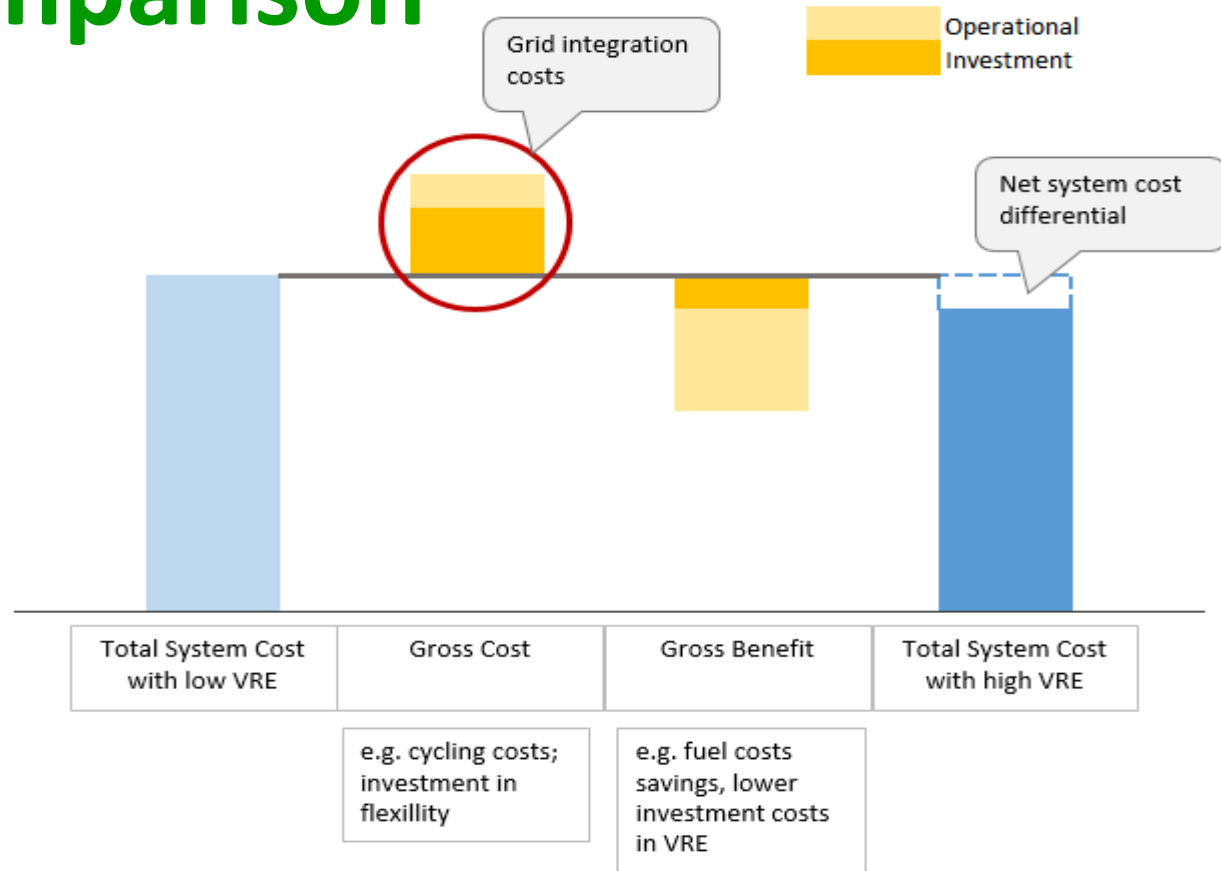 mparison
Operational
Investment
Grid integration
costs
Net system cost
differential
Total System Cost
with low VRE
Gross Cost
Gross Benefit
Total System Cost
with high VRE
e.g. cycling costs;
investment in
flexillity
e.g. fuel costs
savings, lower
investment costs
in VRE